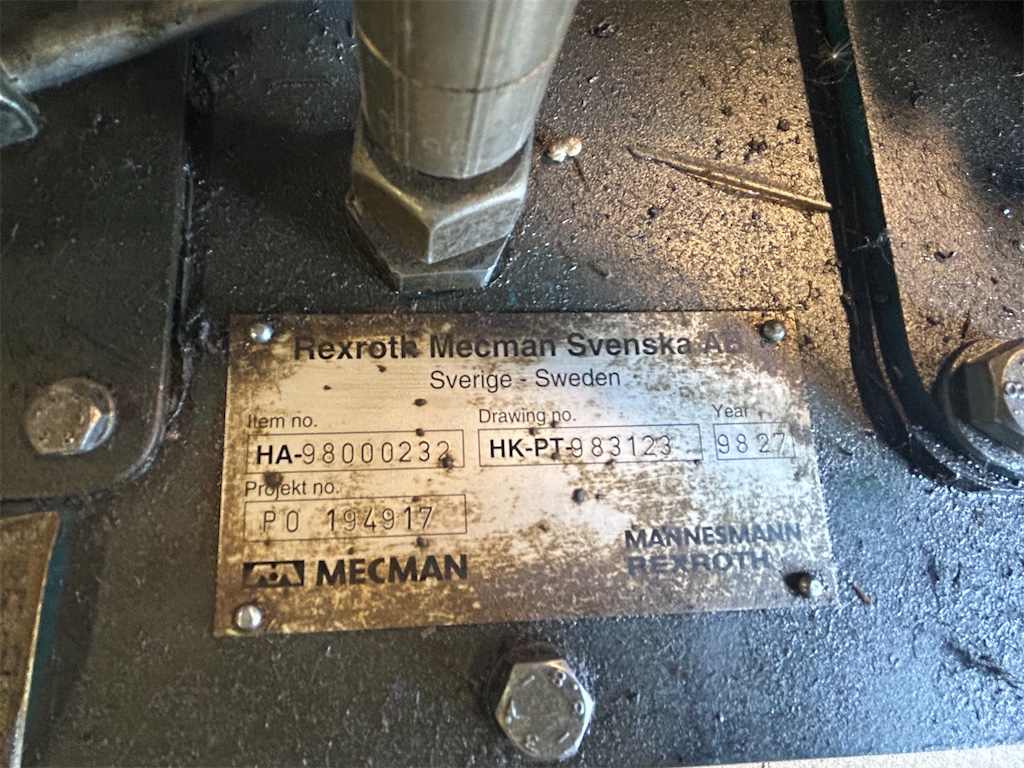 Rexroth Mecman Svenska AB
Sverige - Sweden
Item no. Drawing no. Year
HA-98000232 HK-PT-983123 9827
Projekt no.
PO 194917
MECMAN
MANNESMANN
REXROTH